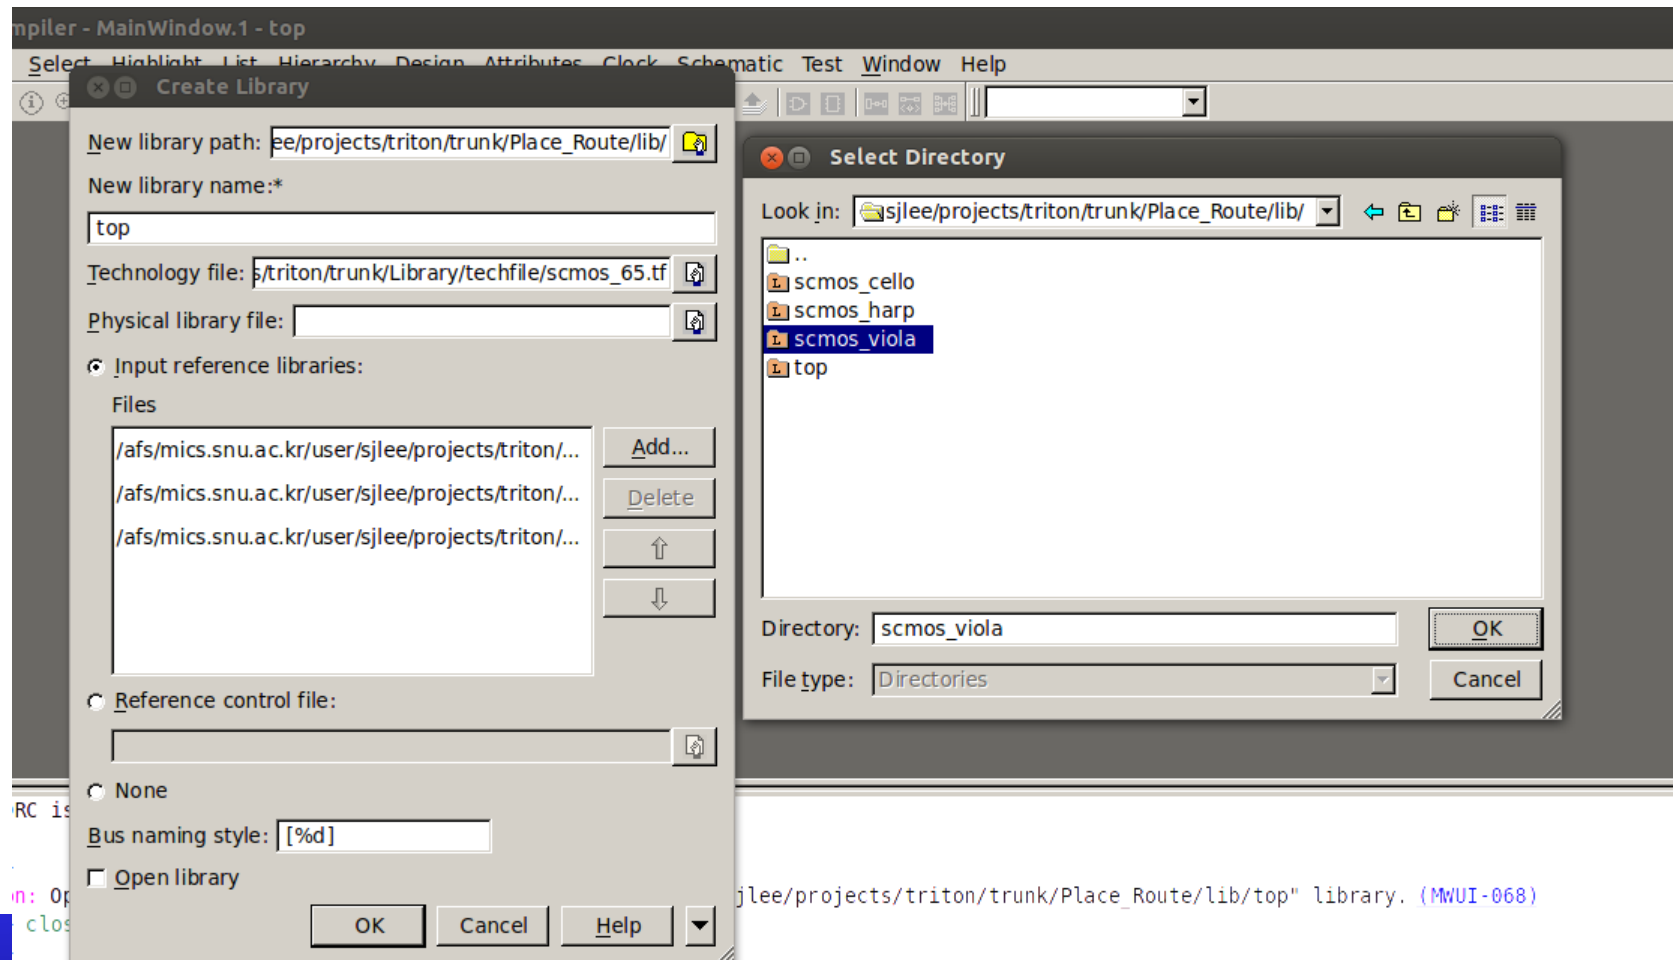 mpiler - MainWindow.1 - top
Select Highlight List Hierarchy Design Attributes Clock Schematic Test Window Help
Create Library
New library path: ee/projects/triton/trunk/Place_Route/lib/
New library name:*
top
Technology file: s/triton/trunk/Library/techfile/scmos_65.tf
Physical library file:
Input reference libraries:
Files
/afs/mics.snu.ac.kr/user/sjlee/projects/triton/...
/afs/mics.snu.ac.kr/user/sjlee/projects/triton/...
/afs/mics.snu.ac.kr/user/sjlee/projects/triton/...
Add...
Delete
Reference control file:
None
Bus naming style: [%d]
Open library
OK Cancel Help
Select Directory
Look in: sjlee/projects/triton/trunk/Place_Route/lib/
..
scmos_cello
scmos_harp
scmos_viola
top
Directory: scmos_viola
OK
File type: Directories
Cancel
RC is
n: Op
jlee/projects/triton/trunk/Place_Route/lib/top" library. (MWUI-068)
clos